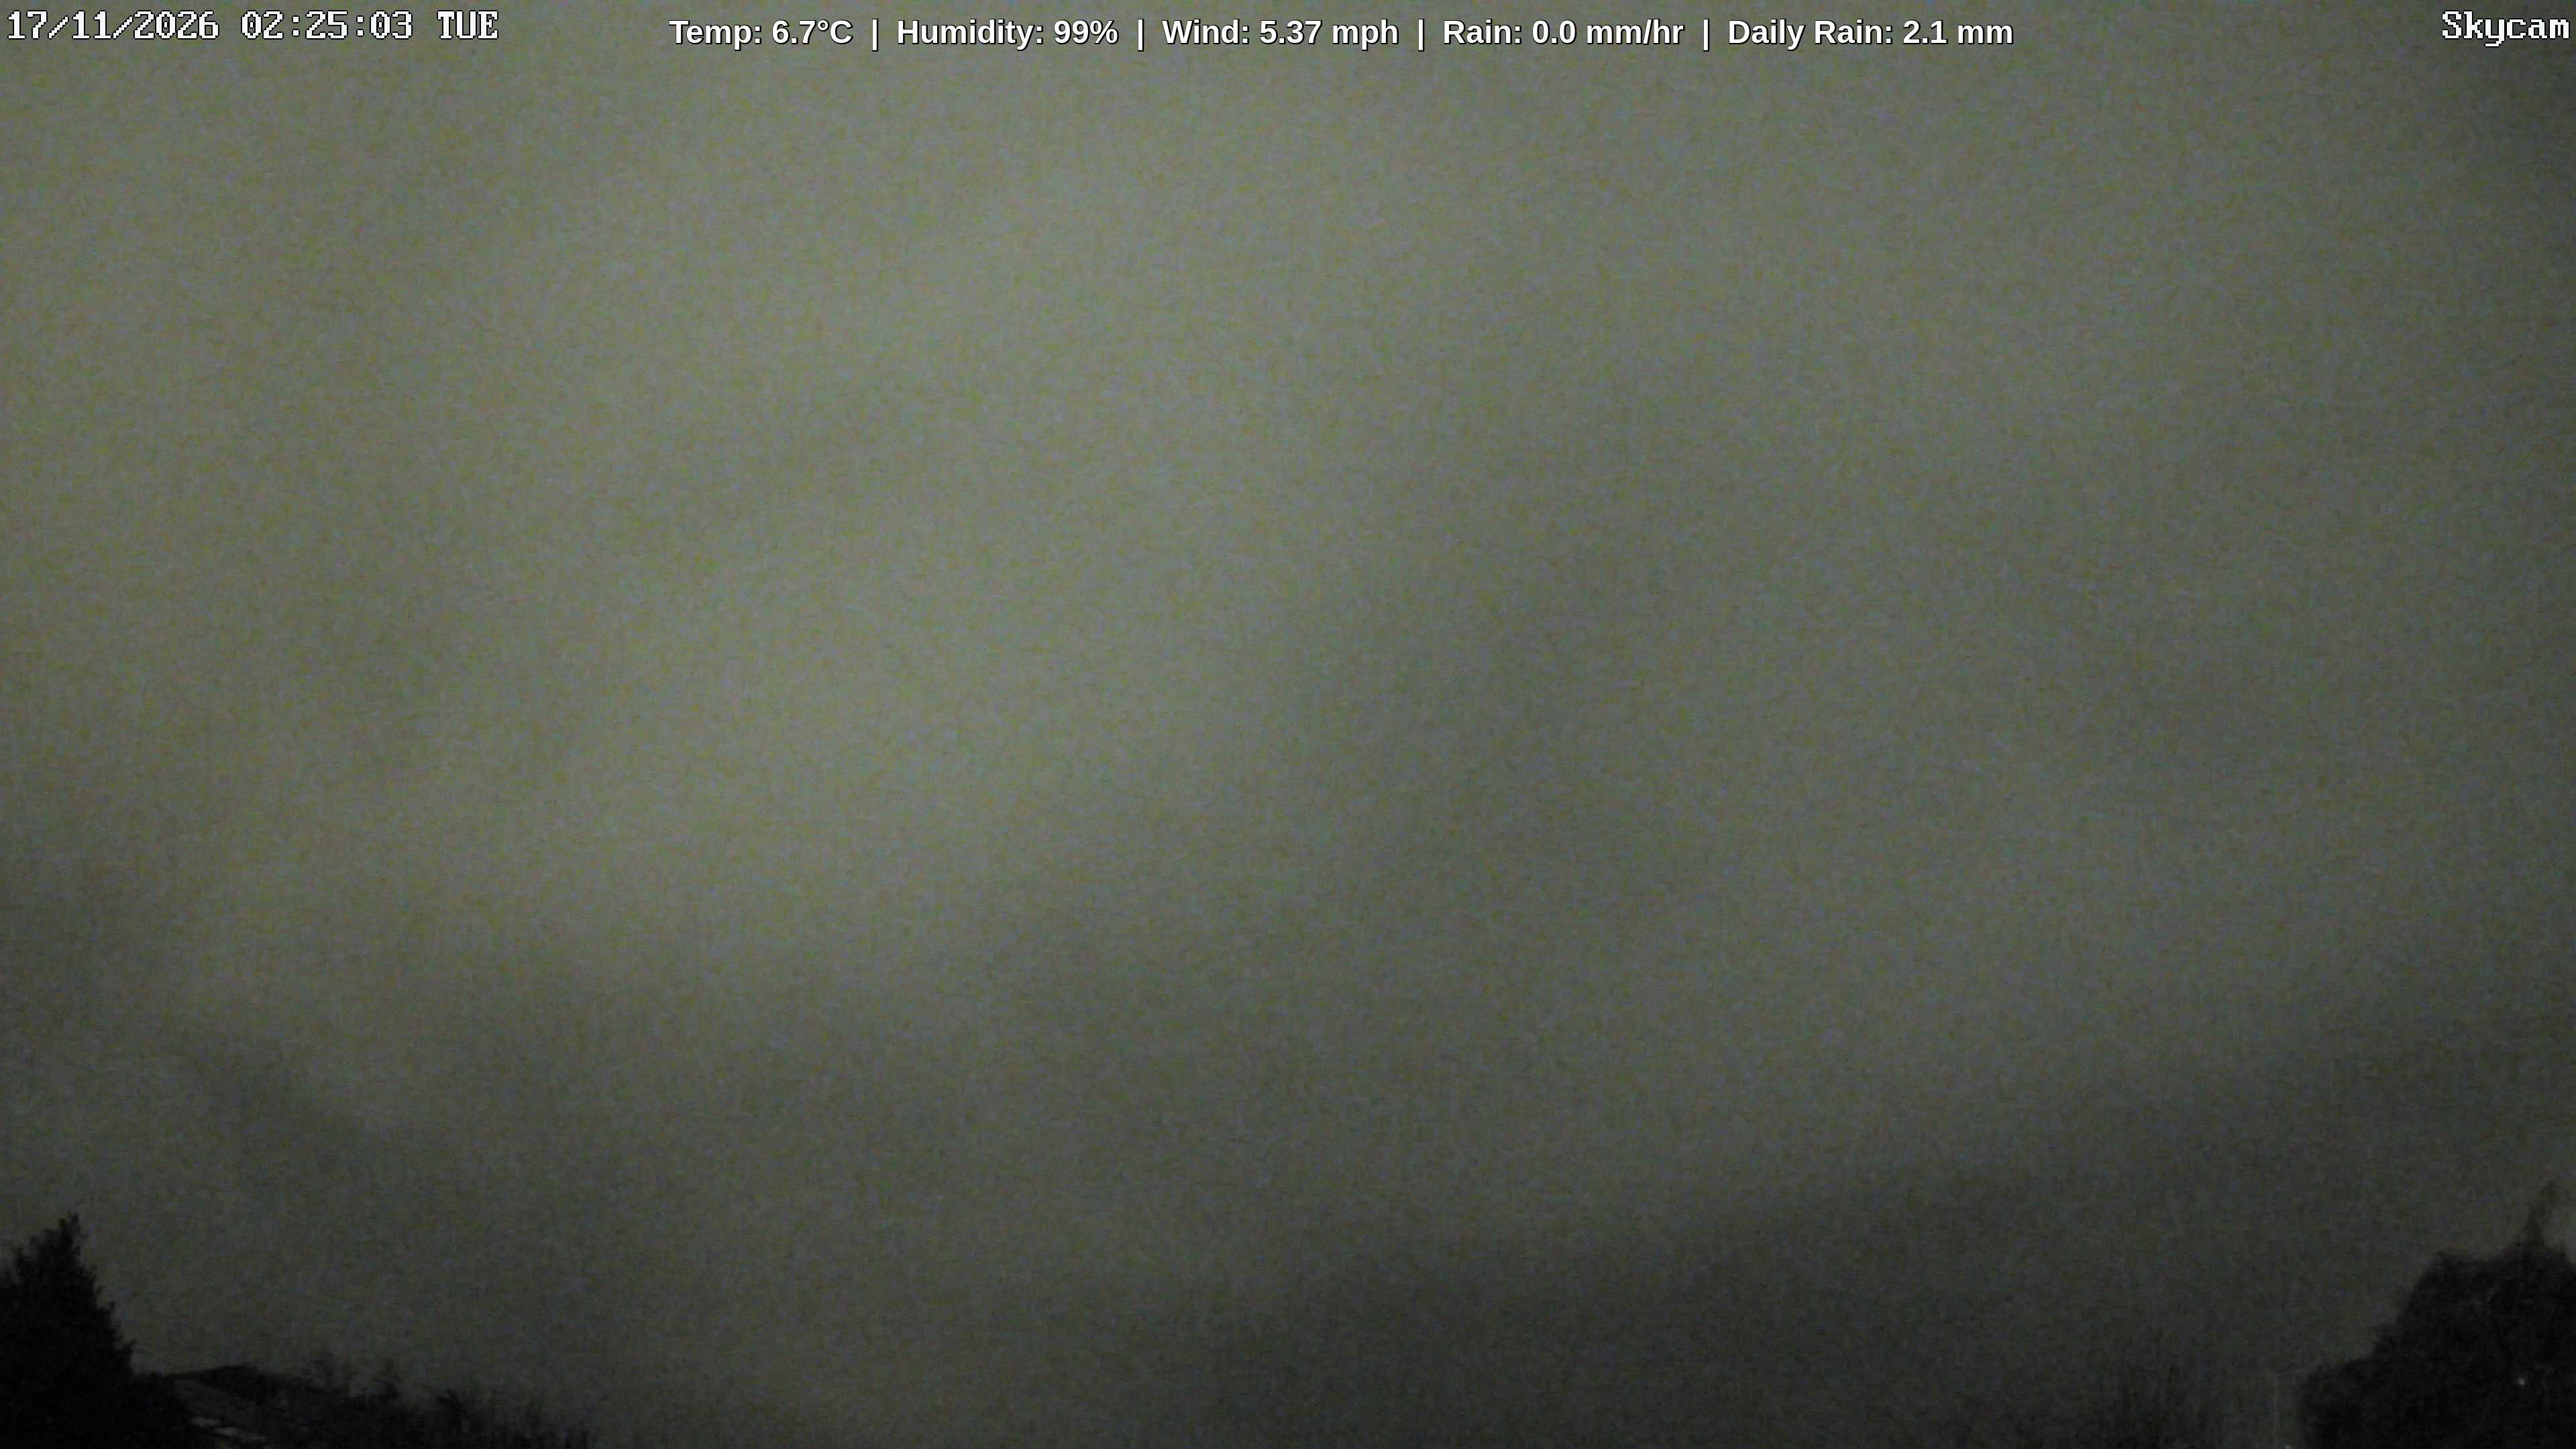 17/11/2026 02:25:03 TUE
Temp: 6.7°C | Humidity: 99% | Wind: 5.37 mph | Rain: 0.0 mm/hr | Daily Rain: 2.1 mm
Skycam